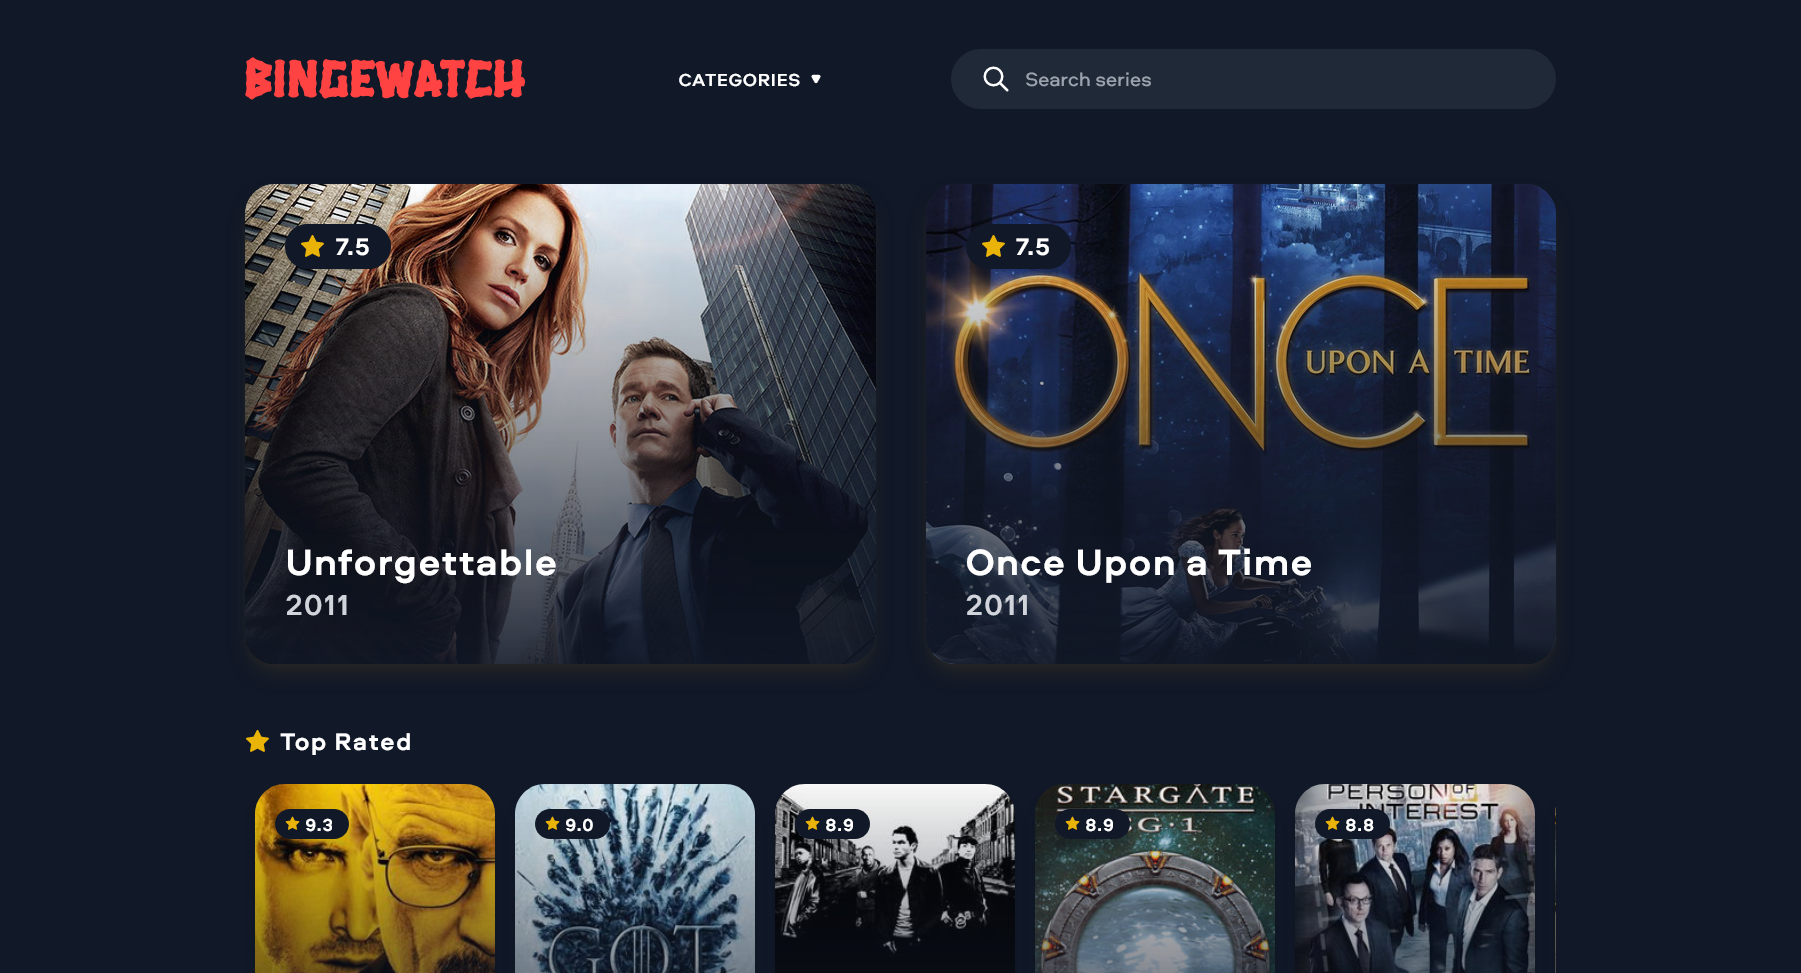 BINGEWATCH
CATEGORIES
Search series
7.5
7.5
ONCE
UPON A TIME
Unforgettable
2011
Once Upon a Time
2011
Top Rated
9.3
9.0
8.9
STARGATE
SG·1
8.9
PERSON OF
INTEREST
8.8
GOT